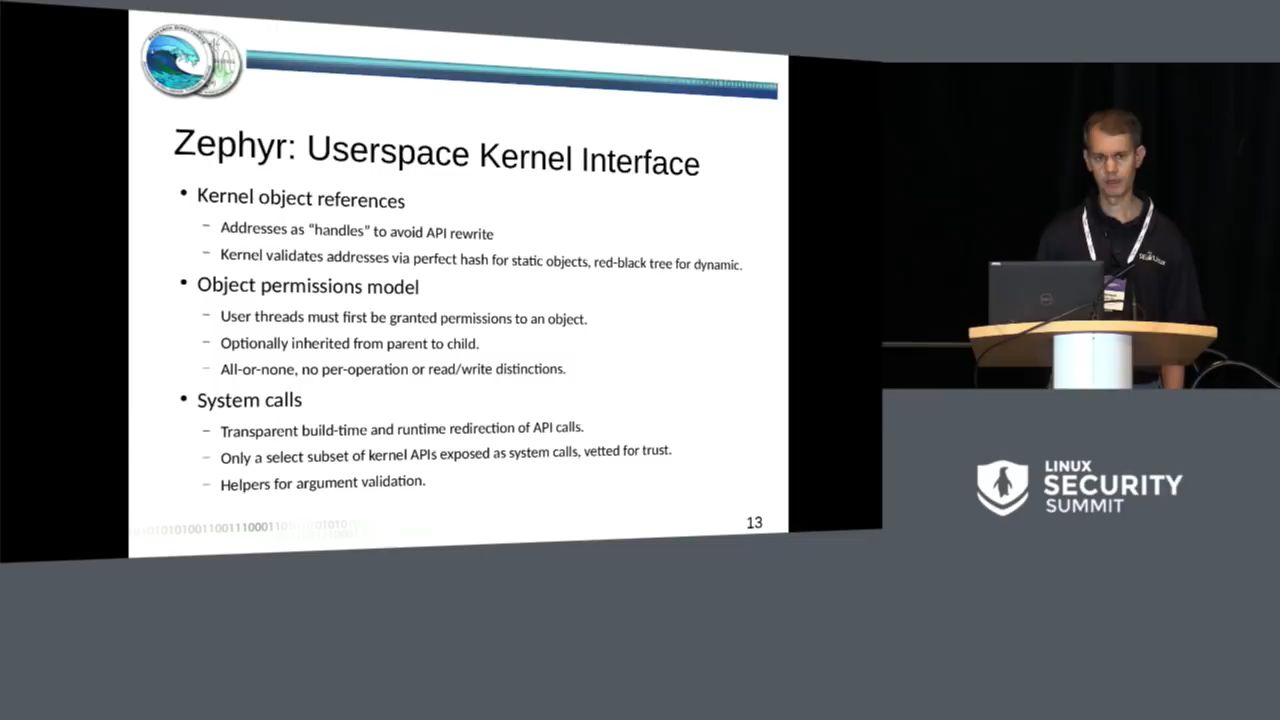 Zephyr: Userspace Kernel Interface
• Kernel object references
– Addresses as “handles” to avoid API rewrite
– Kernel validates addresses via perfect hash for static objects, red-black tree for dynamic.
• Object permissions model
– User threads must first be granted permissions to an object.
– Optionally inherited from parent to child.
– All-or-none, no per-operation or read/write distinctions.
• System calls
– Transparent build-time and runtime redirection of API calls.
– Only a select subset of kernel APIs exposed as system calls, vetted for trust.
– Helpers for argument validation.
13
LINUX
SECURITY
SUMMIT